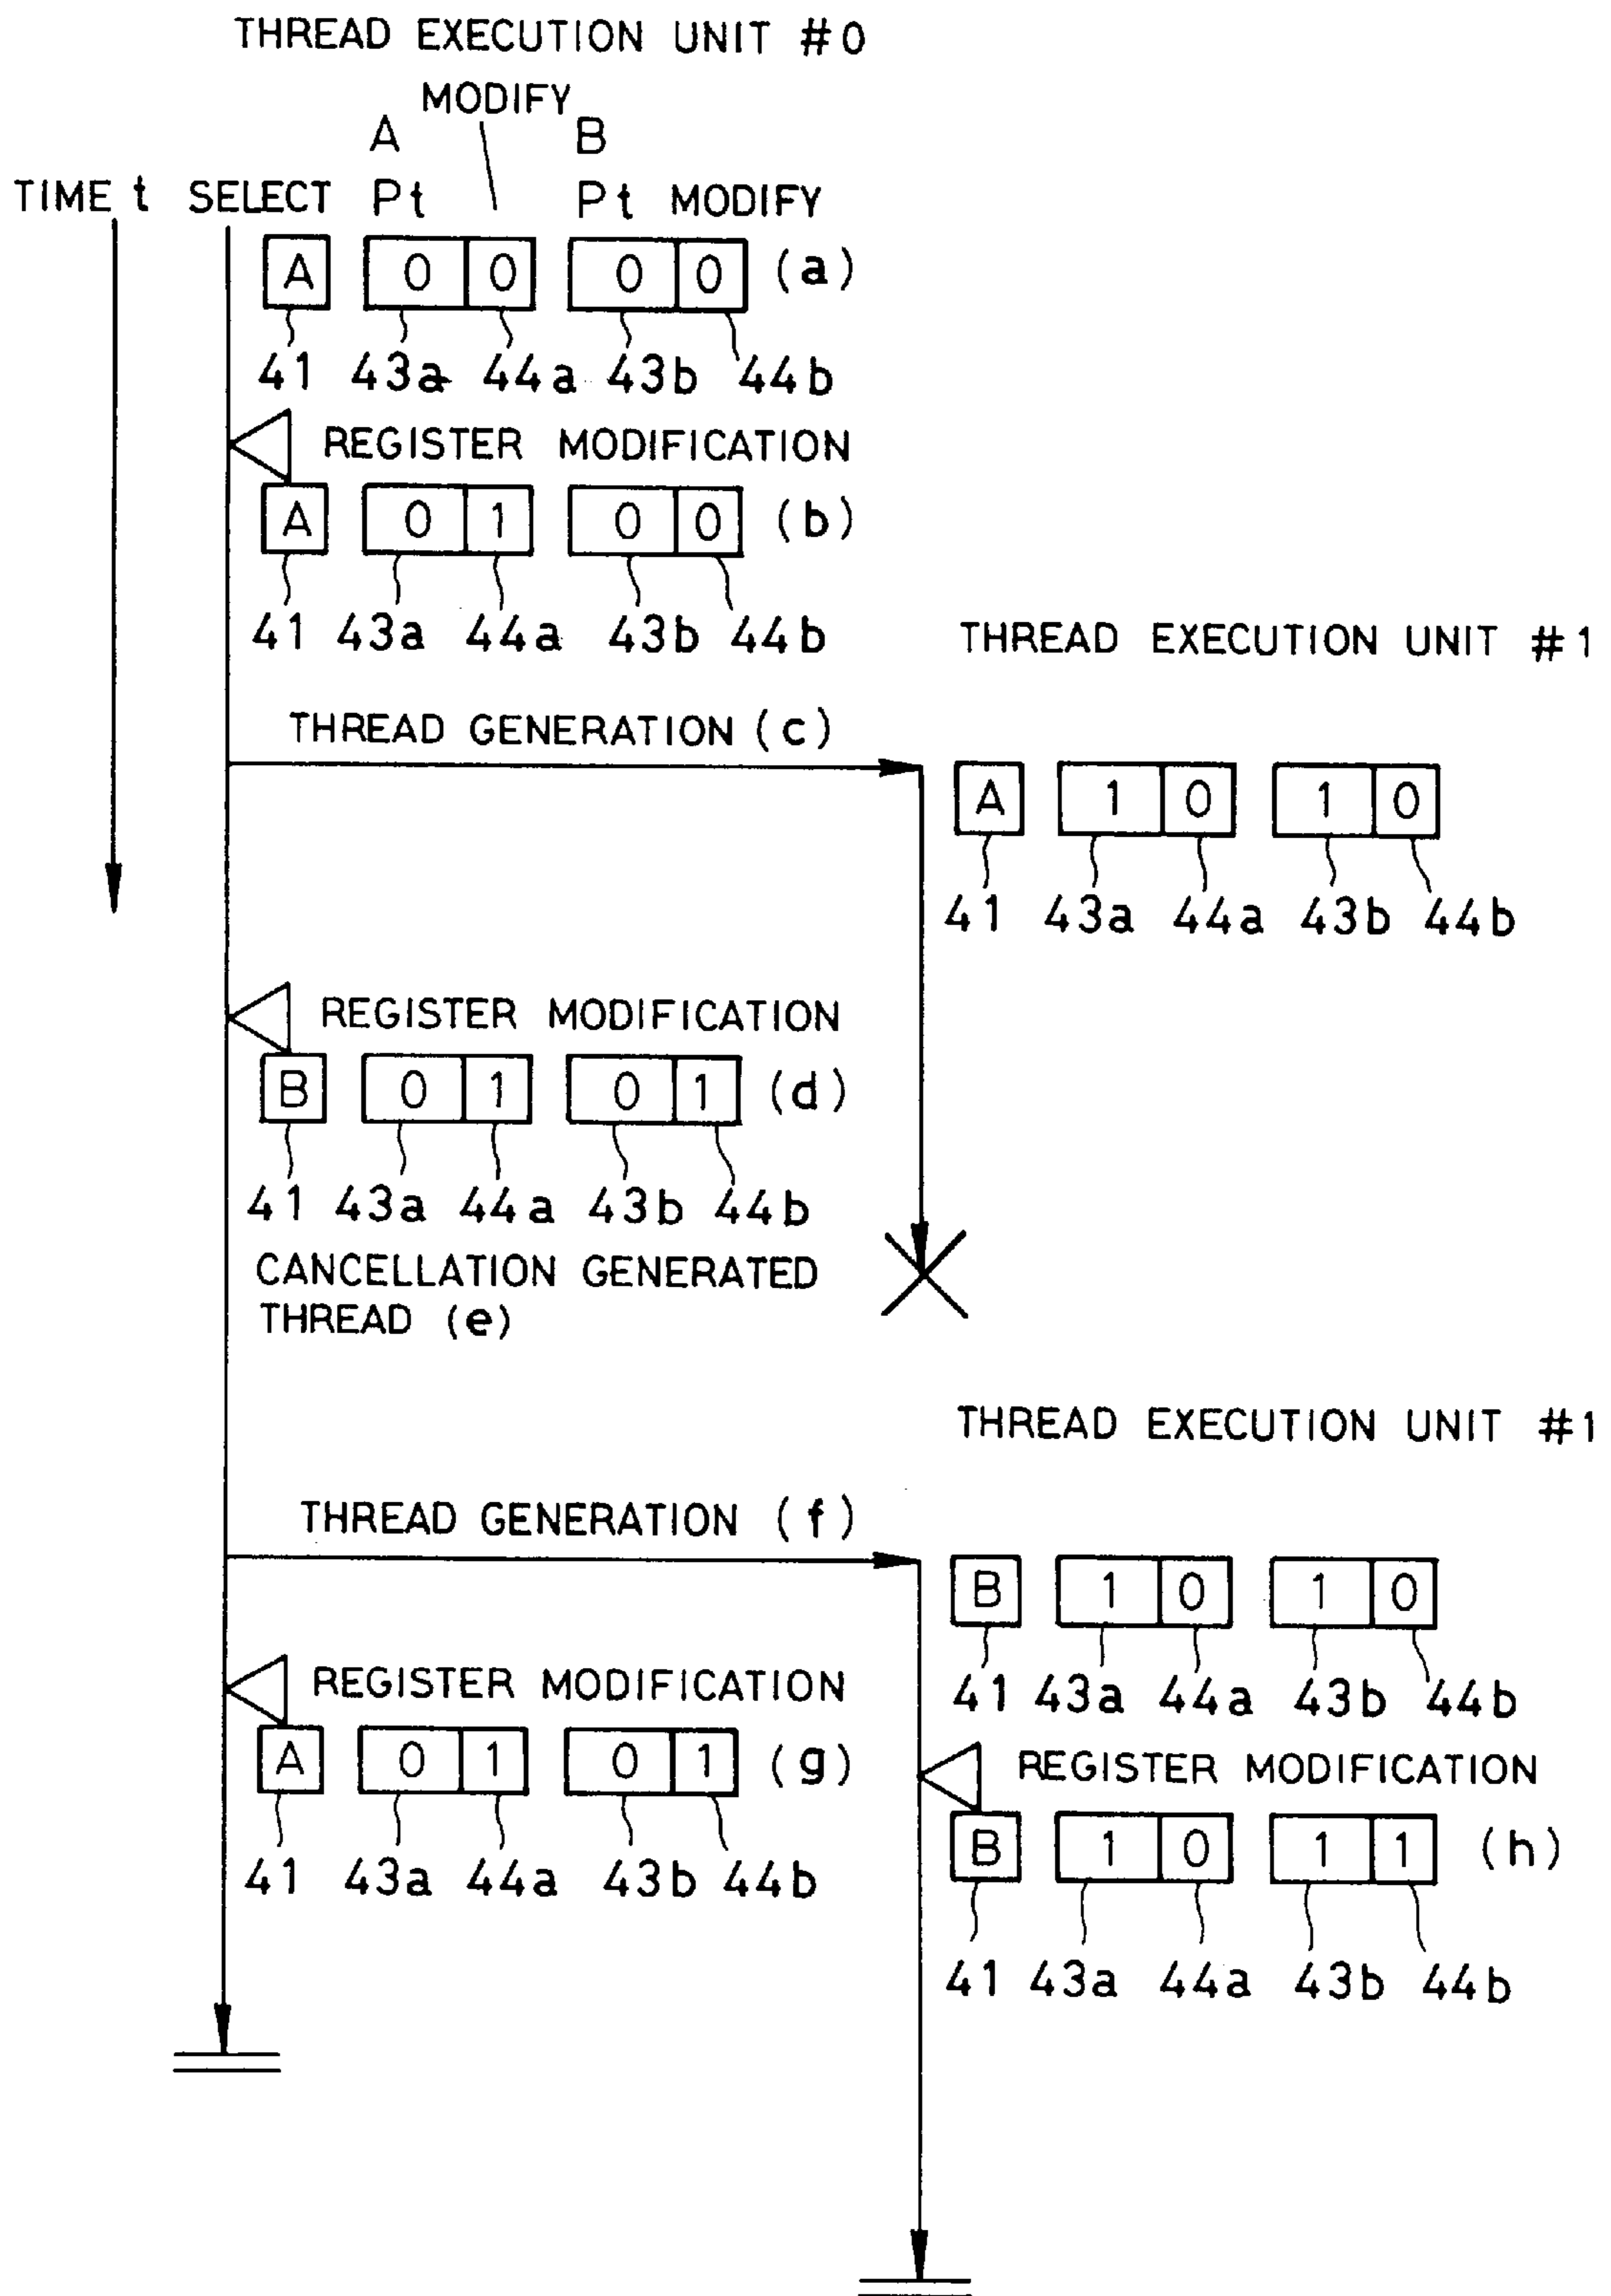 THREAD EXECUTION UNIT #0
MODIFY
A B
TIME t SELECT Pt Pt MODIFY
A 0 0 0 0 (a)
41 43a 44a 43b 44b
REGISTER MODIFICATION
A 0 1 0 0 (b)
41 43a 44a 43b 44b
THREAD EXECUTION UNIT #1
THREAD GENERATION (c)
A 1 0 1 0
41 43a 44a 43b 44b
REGISTER MODIFICATION
B 0 1 0 1 (d)
41 43a 44a 43b 44b
CANCELLATION GENERATED
THREAD (e)
THREAD EXECUTION UNIT #1
THREAD GENERATION (f)
B 1 0 1 0
41 43a 44a 43b 44b
REGISTER MODIFICATION
A 0 1 0 1 (g)
41 43a 44a 43b 44b
REGISTER MODIFICATION
B 1 0 1 1 (h)
41 43a 44a 43b 44b